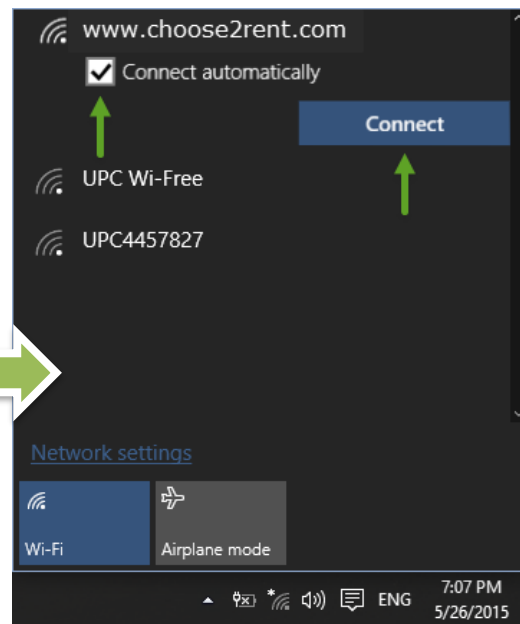 www.choose2rent.com
Connect automatically
Connect
UPC Wi-Free
UPC4457827
Network settings
Wi-Fi
Airplane mode
ENG
7:07 PM
5/26/2015